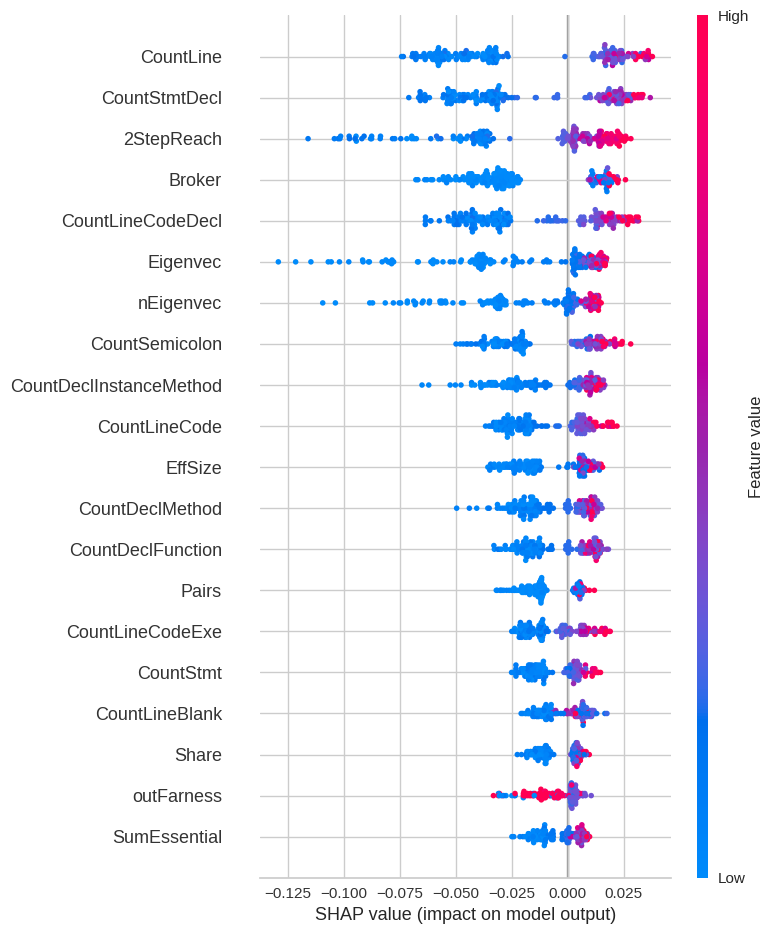 High
CountLine
CountStmtDecl
2StepReach
Broker
CountLineCodeDecl
Eigenvec
nEigenvec
CountSemicolon
CountDeclInstanceMethod
CountLineCode
EffSize
CountDeclMethod
CountDeclFunction
Pairs
CountLineCodeExe
CountStmt
CountLineBlank
Share
outFarness
SumEssential
Feature value
Low
−0.125 −0.100 −0.075 −0.050 −0.025 0.000 0.025
SHAP value (impact on model output)